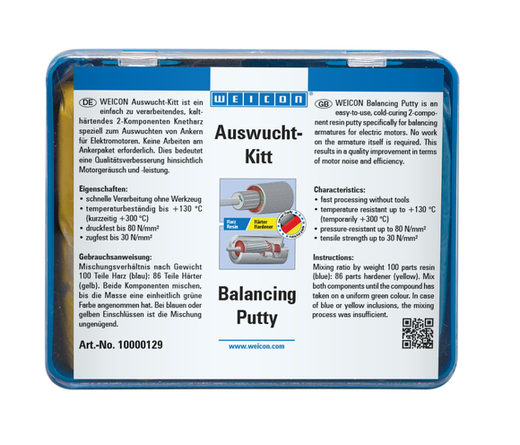 DE WEICON Auswucht-Kitt ist ein
einfach zu verarbeitendes, kalt-
härtendes 2-Komponenten Knetharz
speziell zum Auswuchten von Ankern
für Elektromotoren. Keine Arbeiten am
Ankerpaket erforderlich. Dies bedeutet
eine Qualitätsverbesserung hinsichtlich
Motorgeräusch und -leistung.
Eigenschaften:
• schnelle Verarbeitung ohne Werkzeug
• temperaturbeständig bis +130 °C
(kurzzeitig +300 °C)
• druckfest bis 80 N/mm²
• zugfest bis 30 N/mm²
Gebrauchsanweisung:
Mischungsverhältnis nach Gewicht
100 Teile Harz (blau): 86 Teile Härter
(gelb). Beide Komponenten mischen,
bis die Masse eine einheitlich grüne
Farbe angenommen hat. Bei blauen oder
gelben Einschlüssen ist die Mischung
ungenügend.
Art.-No. 10000129
WEICON
Auswucht-
Kitt
Harz
Resin
Härter
Hardener
Balancing
Putty
www.weicon.com
GB WEICON Balancing Putty is an
easy-to-use, cold-curing 2-compo-
nent resin putty specifically for balancing
armatures for electric motors. No work
on the armature itself is required. This
results in a quality improvement in terms
of motor noise and efficiency.
Characteristics:
• fast processing without tools
• temperature resistant up to +130 °C
(temporarily +300 °C)
• pressure-resistant up to 80 N/mm²
• tensile strength up to 30 N/mm²
Instructions:
Mixing ratio by weight 100 parts resin
(blue): 86 parts hardener (yellow). Mix
both components until the compound has
taken on a uniform green colour. In case
of blue or yellow inclusions, the mixing
process was insufficient.